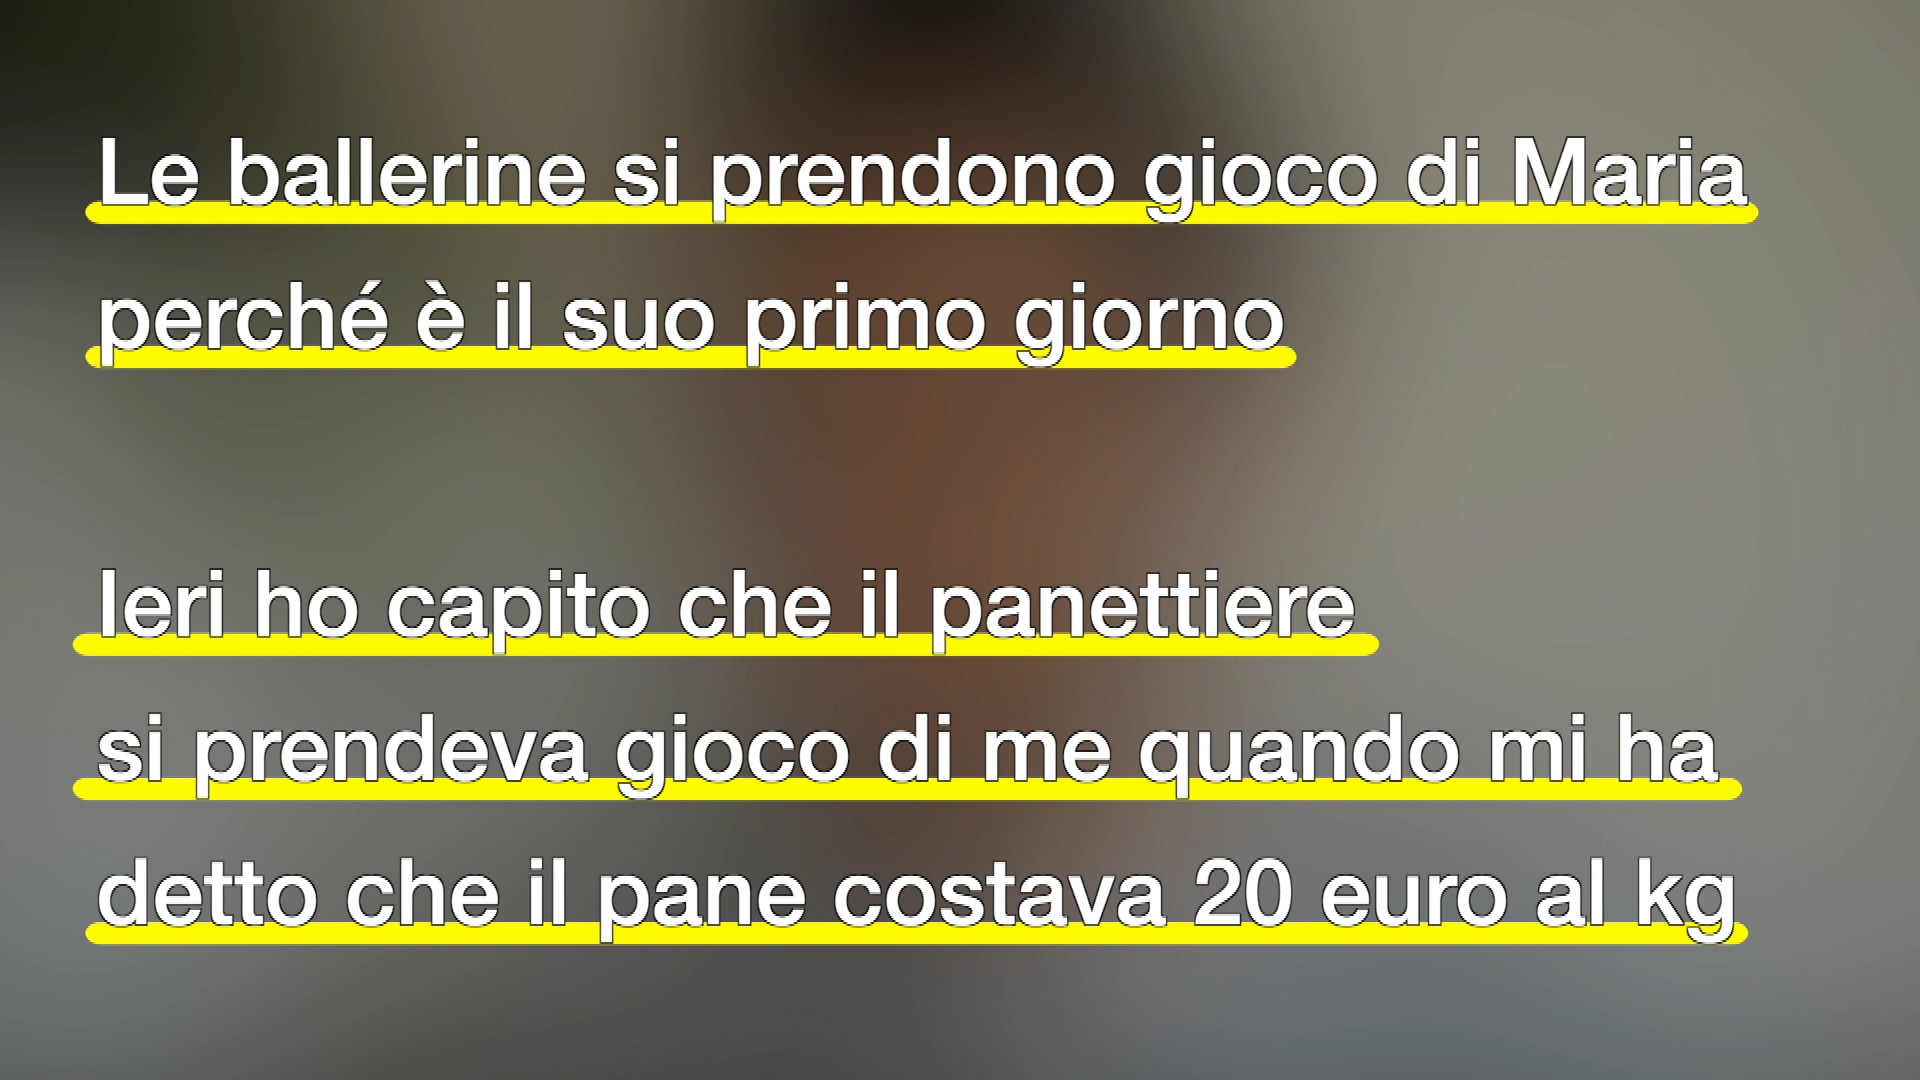 Le ballerine si prendono gioco di Maria
perché è il suo primo giorno
Ieri ho capito che il panettiere
si prendeva gioco di me quando mi ha
detto che il pane costava 20 euro al kg